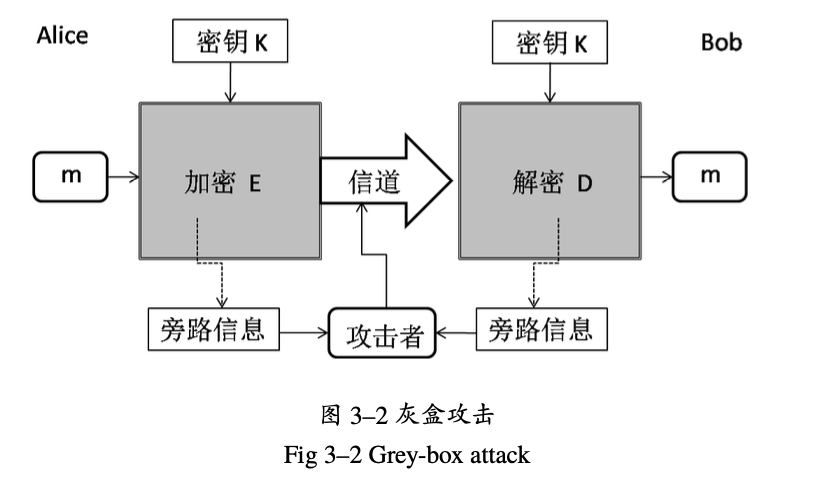 Alice
密钥 K
密钥 K
Bob
m
加密 E
信道
解密 D
m
旁路信息
攻击者
旁路信息
图 3–2 灰盒攻击
Fig 3–2 Grey-box attack